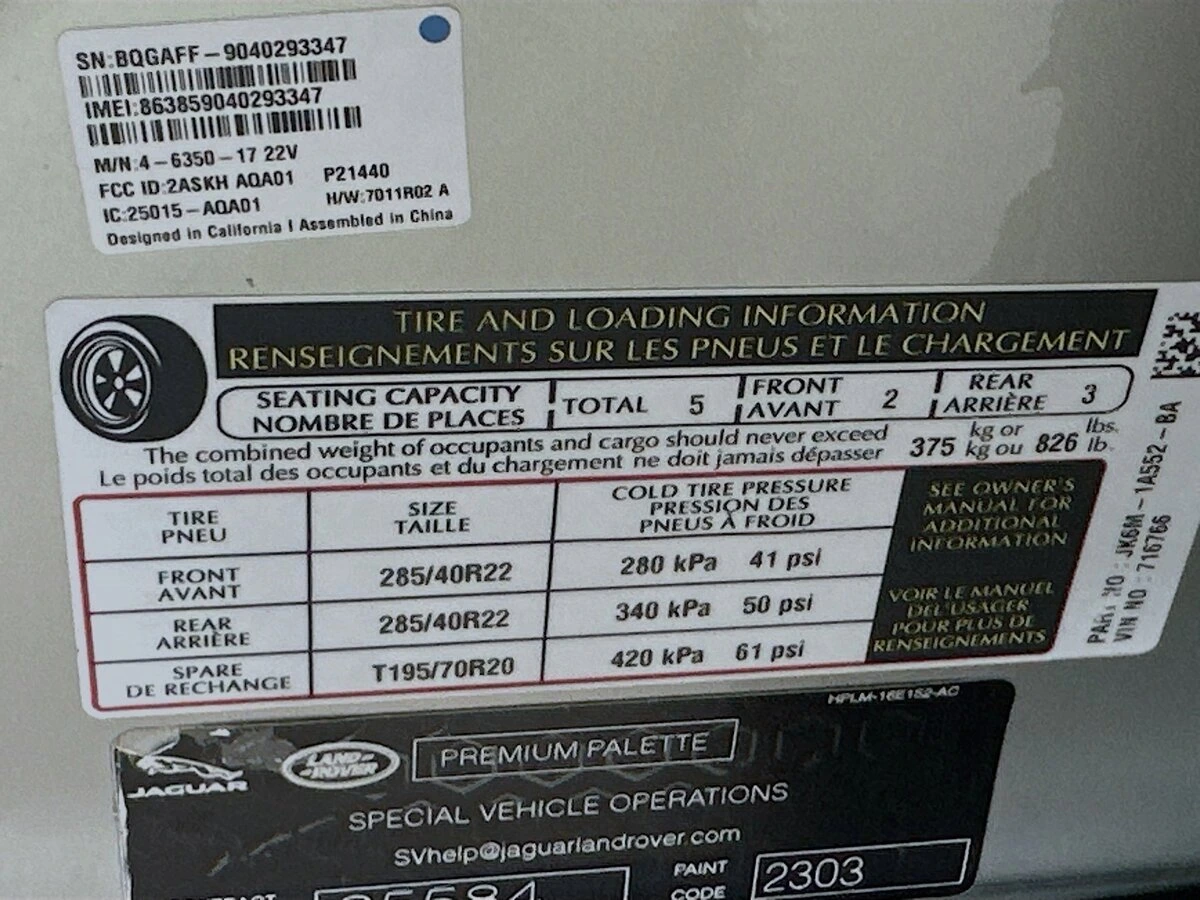 SN:BQGAFF-9040293347
IMEI:863859040293347
M/N:4-6350-17 22V
FCC ID:2ASKH AQA01 P21440
IC:25015-AQA01 H/W:7011R02 A
Designed in California I Assembled in China
TIRE AND LOADING INFORMATION
RENSEIGNEMENTS SUR LES PNEUS ET LE CHARGEMENT
SEATING CAPACITY
NOMBRE DE PLACES
TOTAL 5
FRONT
AVANT 2
REAR
ARRIÈRE 3
The combined weight of occupants and cargo should never exceed 375 kg or 826 lbs.
Le poids total des occupants et du chargement ne doit jamais dépasser kg ou lb.
TIRE
PNEU
SIZE
TAILLE
COLD TIRE PRESSURE
PRESSION DES
PNEUS À FROID
FRONT
AVANT
285/40R22
280 kPa 41 psi
REAR
ARRIÈRE
285/40R22
340 kPa 50 psi
SPARE
DE RECHANGE
T195/70R20
420 kPa 61 psi
SEE OWNER'S
MANUAL FOR
ADDITIONAL
INFORMATION
VOIR LE MANUEL
DE L'USAGER
POUR PLUS DE
RENSEIGNEMENTS
PART NO : JK6M-1A552-BA
VIN NO : 716766
HPLM-16E152-AC
JAGUAR
LAND-
-ROVER
PREMIUM PALETTE
SPECIAL VEHICLE OPERATIONS
SVhelp@jaguarlandrover.com
PAINT
CODE
2303